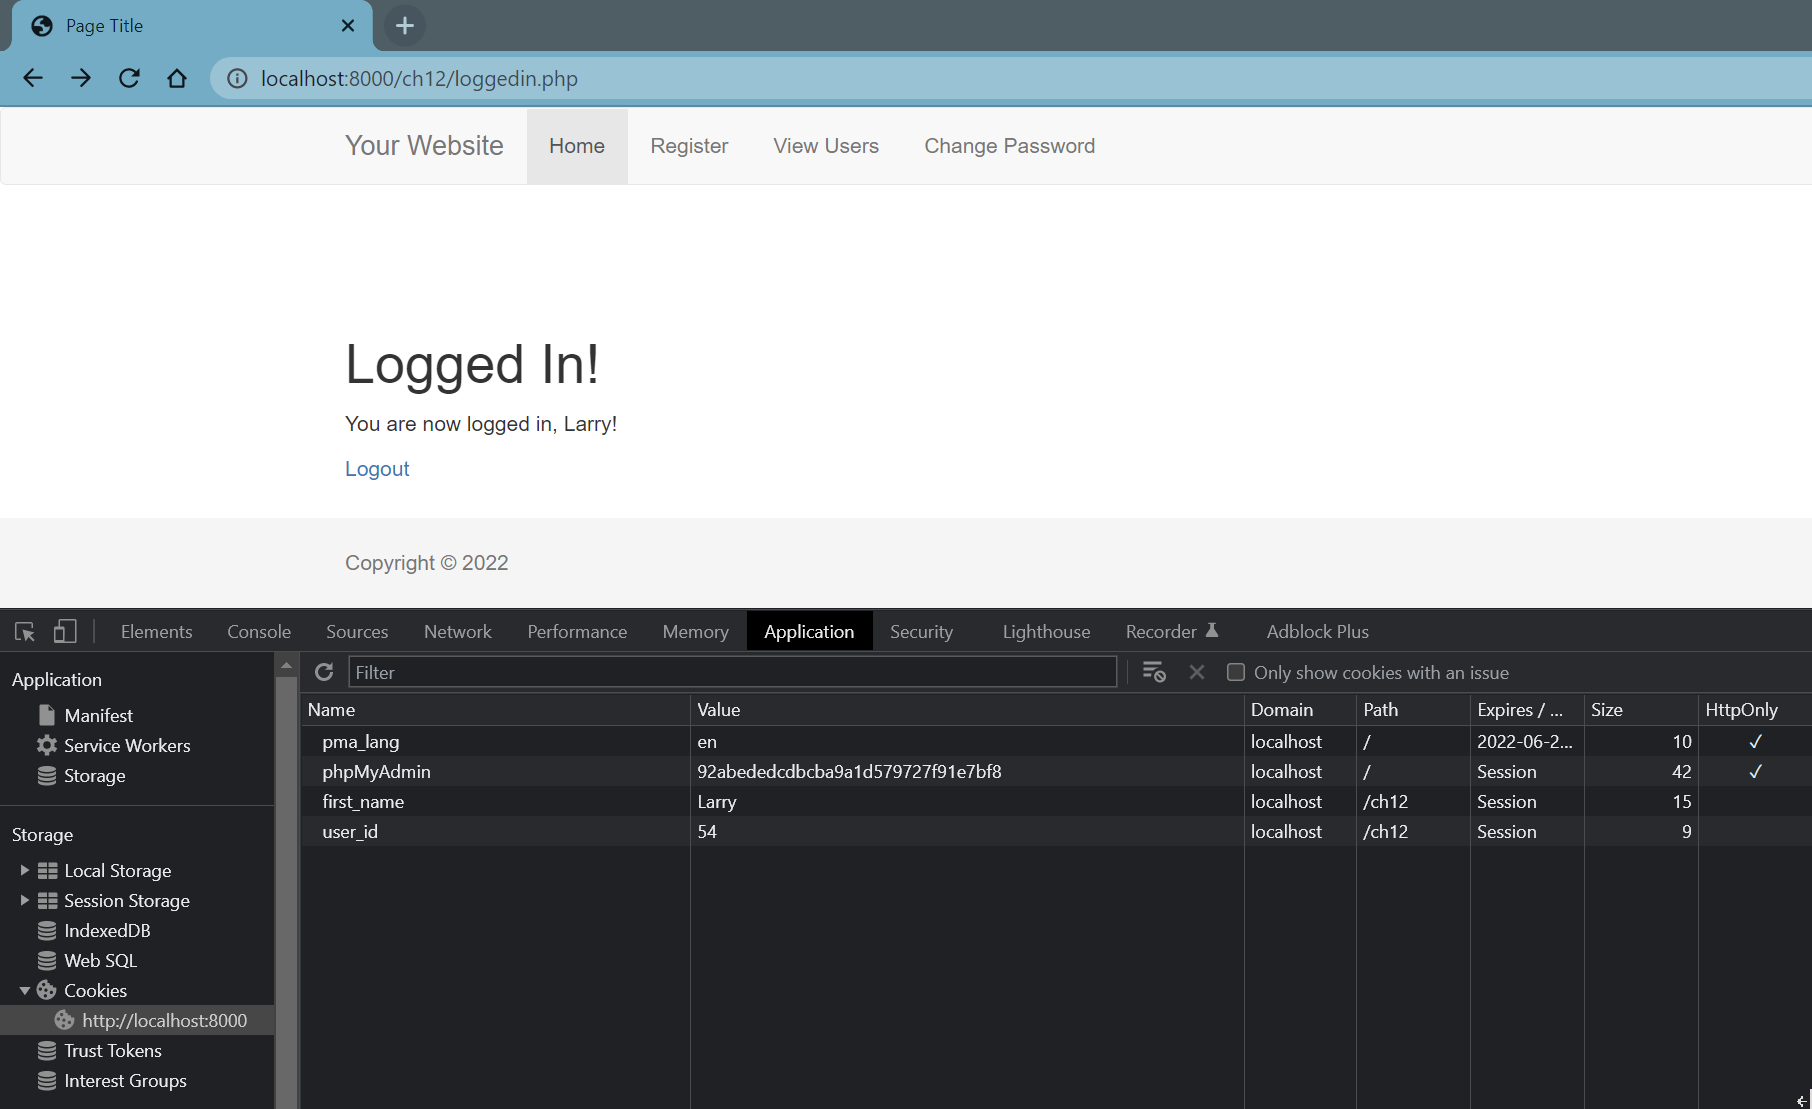 Page Title
localhost:8000/ch12/loggedin.php
Your Website Home Register View Users Change Password
Logged In!
You are now logged in, Larry!
Logout
Copyright © 2022
Elements Console Sources Network Performance Memory Application Security Lighthouse Recorder Adblock Plus
Application
Manifest
Service Workers
Storage
Storage
Local Storage
Session Storage
IndexedDB
Web SQL
Cookies
http://localhost:8000
Trust Tokens
Interest Groups
Filter Only show cookies with an issue
Name Value Domain Path Expires / ... Size HttpOnly
pma_lang en localhost / 2022-06-2... 10 ✓
phpMyAdmin 92abededcdbcba9a1d579727f91e7bf8 localhost / Session 42 ✓
first_name Larry localhost /ch12 Session 15
user_id 54 localhost /ch12 Session 9